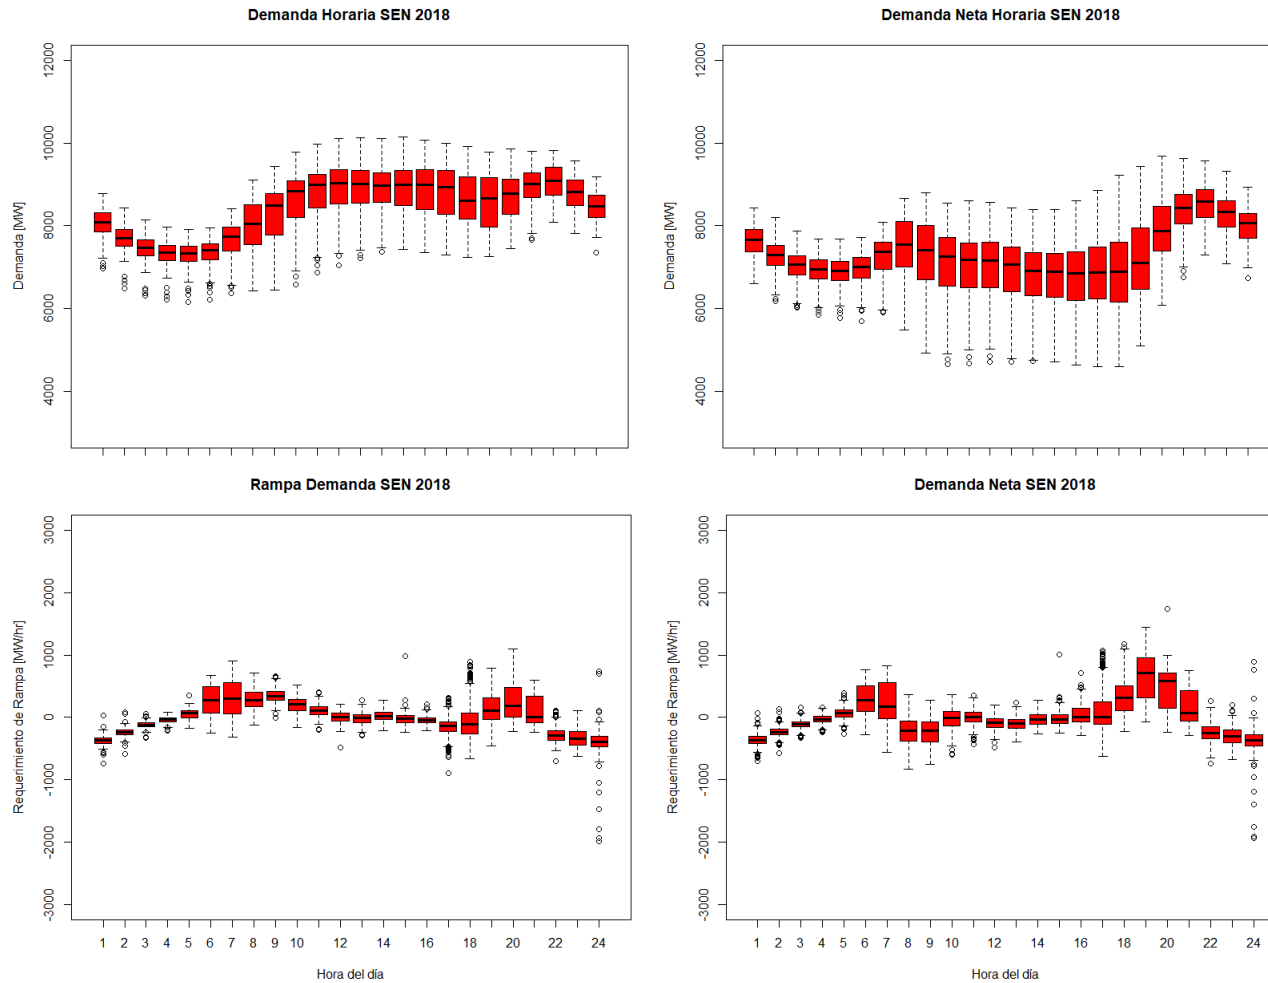 Demanda Horaria SEN 2018
Demanda [MW]
12000
10000
8000
6000
4000
Demanda Neta Horaria SEN 2018
Demanda [MW]
12000
10000
8000
6000
4000
Rampa Demanda SEN 2018
Requerimiento de Rampa [MW/hr]
3000
2000
1000
0
-1000
-2000
-3000
1 2 3 4 5 6 7 8 9 10 12 14 16 18 20 22 24
Hora del día
Demanda Neta SEN 2018
Requerimiento de Rampa [MW/hr]
3000
2000
1000
0
-1000
-2000
-3000
1 2 3 4 5 6 7 8 9 10 12 14 16 18 20 22 24
Hora del día